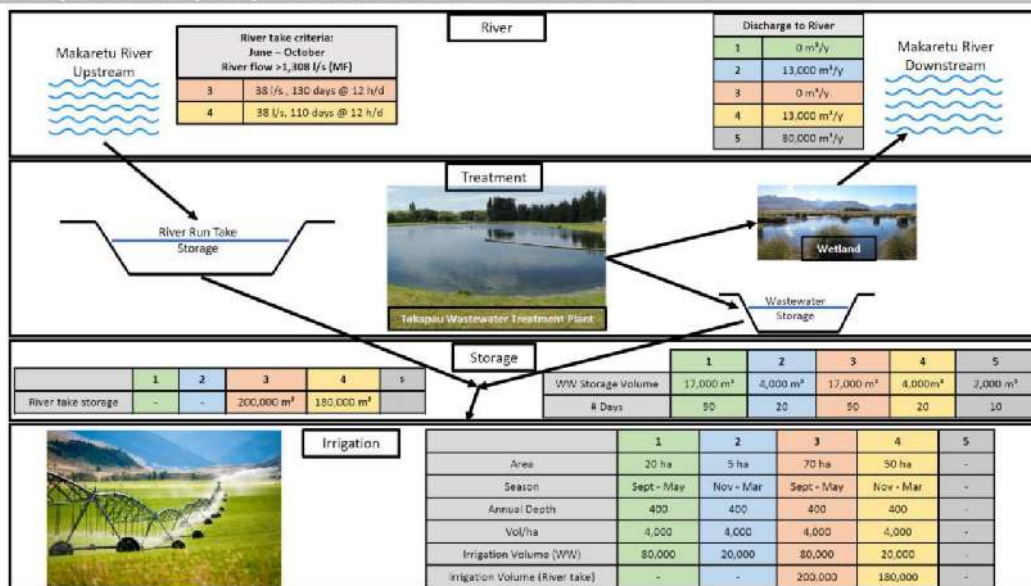 River
Makaretu River
Upstream
River take criteria:
June – October
River flow >1,308 l/s (MF)
3 38 l/s , 130 days @ 12 h/d
4 38 l/s, 110 days @ 12 h/d
Discharge to River
1 0 m³/y
2 13,000 m³/y
3 0 m³/y
4 13,000 m³/y
5 80,000 m³/y
Makaretu River
Downstream
Treatment
River Run Take
Storage
Takapau Wastewater Treatment Plant
Wetland
Wastewater
Storage
Storage
1 2 3 4 5
River take storage - - 200,000 m³ 180,000 m³
1 2 3 4 5
WW Storage Volume 17,000 m³ 4,000 m³ 17,000 m³ 4,000m³ 2,000 m³
# Days 90 20 90 20 10
Irrigation
1 2 3 4 5
Area 20 ha 5 ha 70 ha 50 ha -
Season Sept - May Nov - Mar Sept - May Nov - Mar -
Annual Depth 400 400 400 400 -
Vol/ha 4,000 4,000 4,000 4,000 -
Irrigation Volume (WW) 80,000 20,000 80,000 20,000 -
Irrigation Volume (River take) - - 200,000 180,000 -